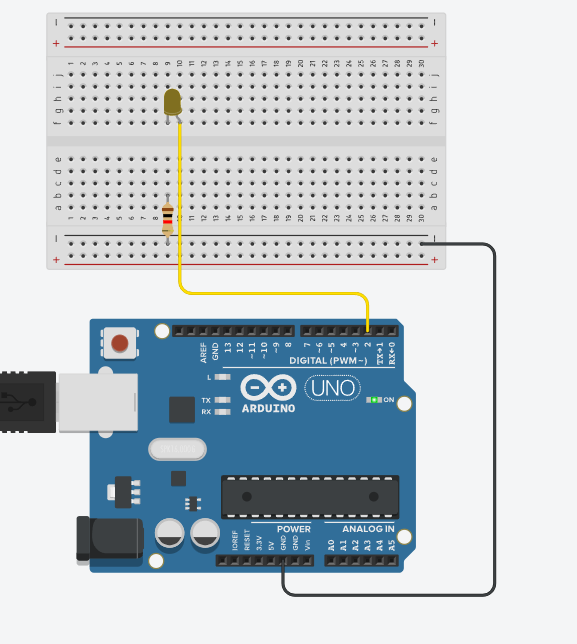 − −
+ +
1 2 3 4 5 6 7 8 9 10 11 12 13 14 15 16 17 18 19 20 21 22 23 24 25 26 27 28 29 30
j j
i i
h h
g g
f f
e e
d d
c c
b b
a a
1 2 3 4 5 6 7 8 10 11 12 13 14 15 16 17 18 19 20 21 22 23 24 25 26 27 28 29 30
− −
+ +
AREF GND 13 12 ~11 ~10 ~9 8 7 ~6 ~5 4 ~3 2 TX→1 RX←0
DIGITAL (PWM~)
L
TX
RX
UNO
ARDUINO
ON
POWER ANALOG IN
IOREF RESET 3.3V 5V GND GND Vin A0 A1 A2 A3 A4 A5